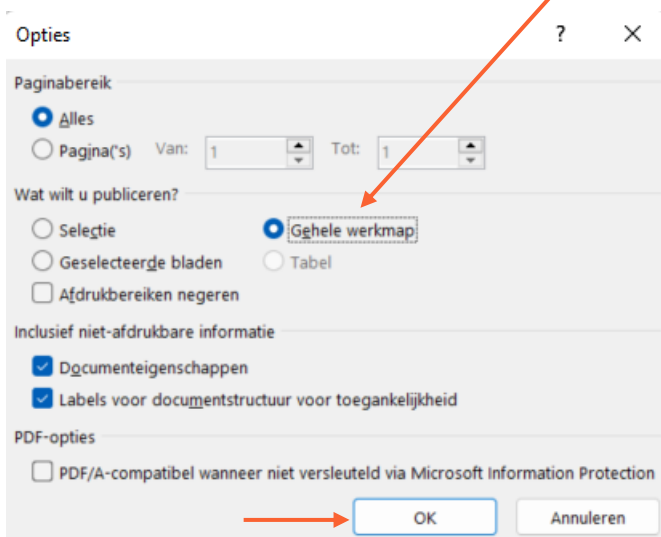 Opties ?
Paginabereik
Alles
Pagina('s) Van: 1 Tot: 1
Wat wilt u publiceren?
Selectie Gehele werkmap
Geselecteerde bladen Tabel
Afdrukbereiken negeren
Inclusief niet-afdrukbare informatie
Documenteigenschappen
Labels voor documentstructuur voor toegankelijkheid
PDF-opties
PDF/A-compatibel wanneer niet versleuteld via Microsoft Information Protection
OK Annuleren